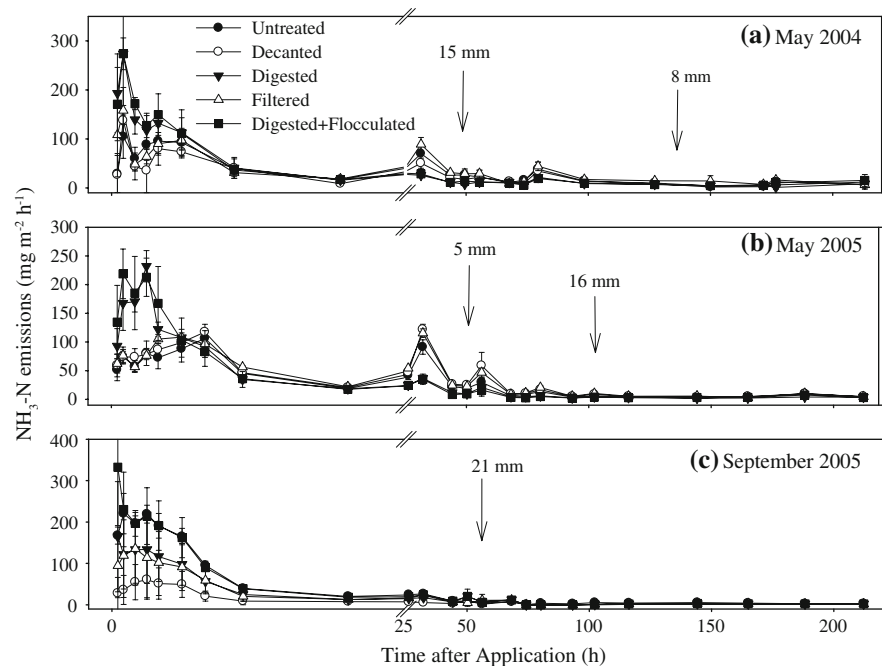 Untreated
Decanted
Digested
Filtered
Digested+Flocculated
(a) May 2004
15 mm
8 mm
300
200
100
0
(b) May 2005
5 mm
16 mm
300
250
200
150
100
50
0
(c) September 2005
21 mm
400
300
200
100
0
0
25
50
100
150
200
NH₃-N emissions (mg m⁻² h⁻¹)
Time after Application (h)